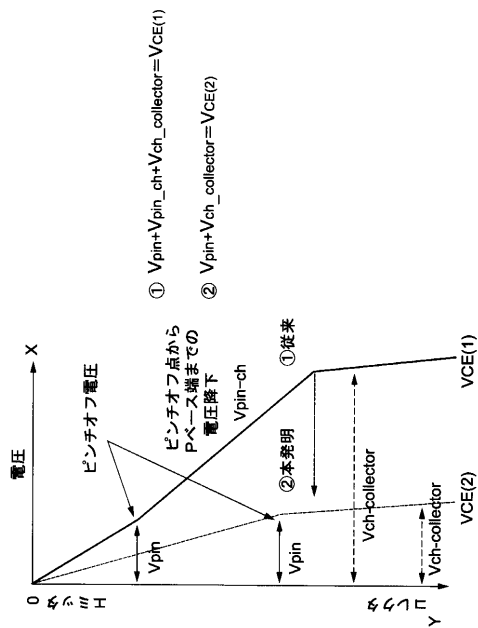 電圧
0
X
エミッタ
ピンチオフ電圧
Vpin
ピンチオフ点から
Pベース端までの
電圧降下
Vpin-ch
①従来
②本発明
Vpin
Vch-collector
Vch-collector
VCE(1)
VCE(2)
Y
コレクタ
① Vpin+Vpin_ch+Vch_collector=VCE(1)
② Vpin+Vch_collector=VCE(2)